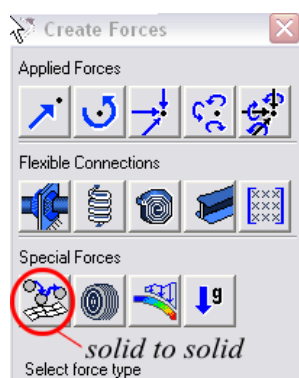 Create Forces
Applied Forces
Flexible Connections
×××
×××
×××
Special Forces
g
solid to solid
Select force type